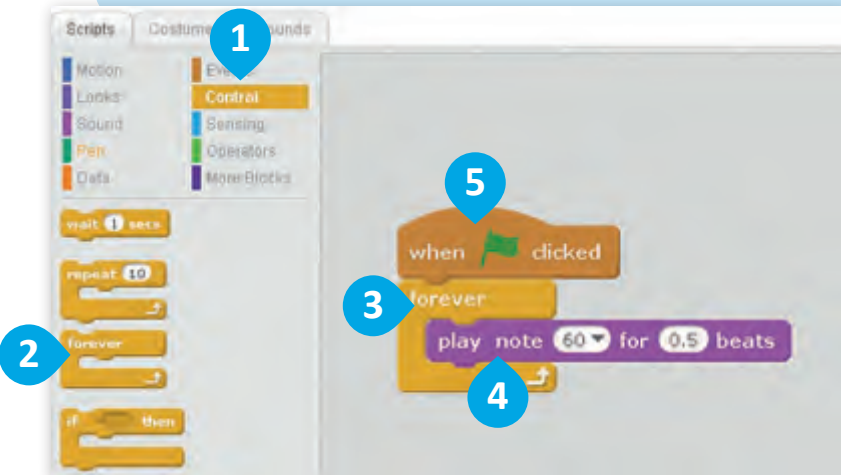 Scripts
1
Motion
Looks Control
Sound Sensing
Pen Operators
Data More Blocks
wait 1 secs
repeat 10
2 forever
if then
5
when clicked
3 forever
play note 60 for 0.5 beats
4